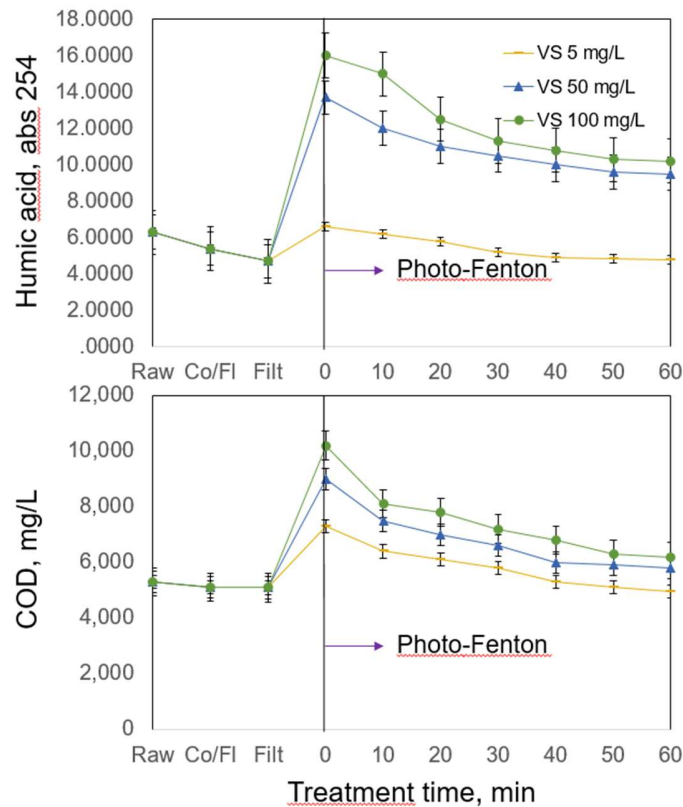 18.0000
16.0000
14.0000
12.0000
10.0000
8.0000
6.0000
4.0000
2.0000
.0000
Humic acid, abs 254
VS 5 mg/L
VS 50 mg/L
VS 100 mg/L
Photo-Fenton
Raw Co/Fl Filt 0 10 20 30 40 50 60
12,000
10,000
8,000
6,000
4,000
2,000
0
COD, mg/L
Photo-Fenton
Raw Co/Fl Filt 0 10 20 30 40 50 60
Treatment time, min